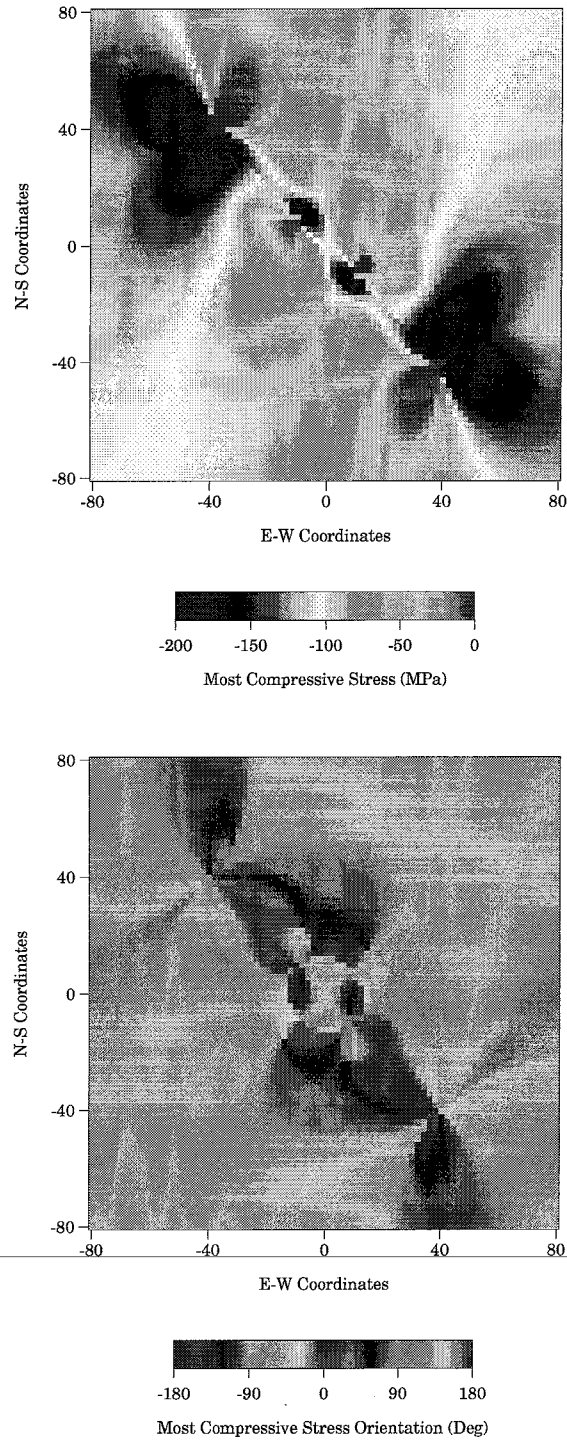 80
40
0
-40
-80
N-S Coordinates
-80 -40 0 40 80
E-W Coordinates
-200 -150 -100 -50 0
Most Compressive Stress (MPa)
80
40
0
-40
-80
N-S Coordinates
-80 -40 0 40 80
E-W Coordinates
-180 -90 0 90 180
Most Compressive Stress Orientation (Deg)